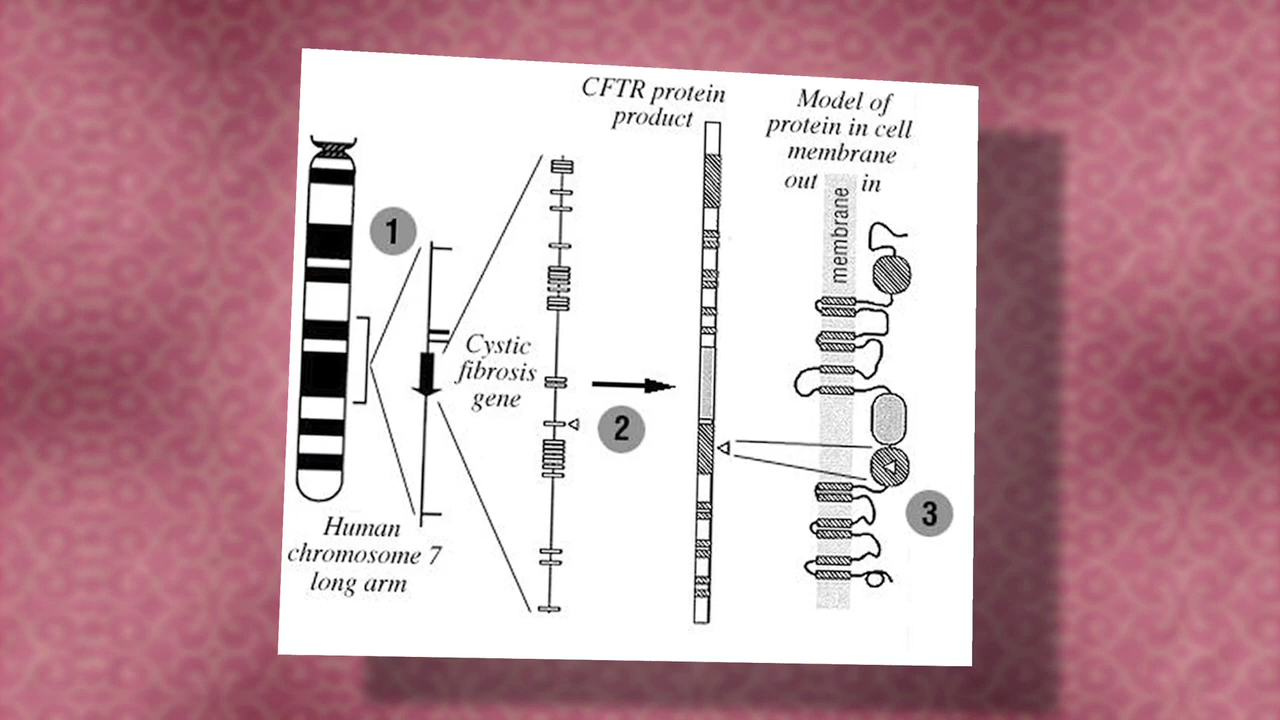 CFTR protein
product
Model of
protein in cell
membrane
out in
membrane
1
Cystic
fibrosis
gene
2
3
Human
chromosome 7
long arm